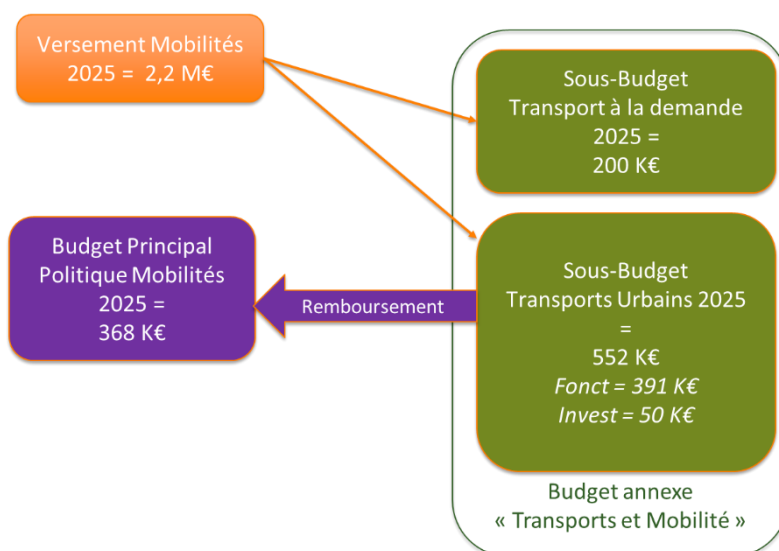 Versement Mobilités
2025 =  2,2 M€
Sous-Budget
Transport à la demande
2025 =
200 K€
Budget Principal
Politique Mobilités
2025 =
368 K€
Remboursement
Sous-Budget
Transports Urbains 2025
=
552 K€
Fonct = 391 K€
Invest = 50 K€
Budget annexe
« Transports et Mobilité »